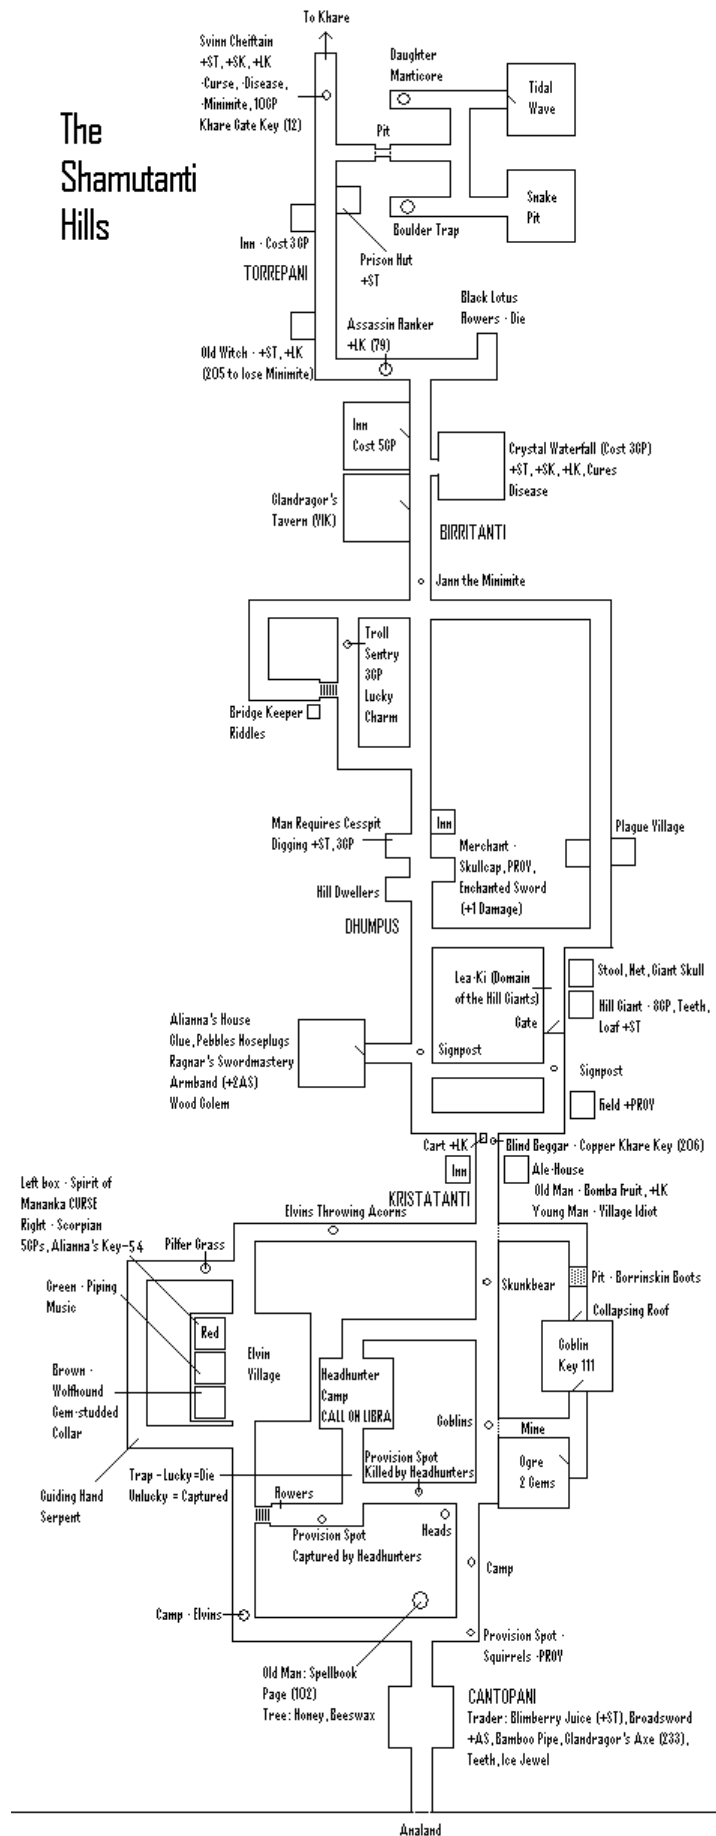 To Khare
Svinn Cheiftain
+ST, +SK, +LK
-Curse, -Disease,
-Minimite, 10GP
Khare Gate Key (12)
Daughter
Manticore
Tidal
Wave
The
Shamutanti
Hills
Pit
Snake
Pit
Boulder Trap
Inn - Cost 3GP
Prison Hut
+ST
TORREPANI
Black Lotus
Flowers - Die
Assassin Flanker
+LK (79)
Old Witch - +ST, +LK
(205 to lose Minimite)
Inn
Cost 5GP
Crystal Waterfall (Cost 3GP)
+ST, +SK, +LK, Cures
Disease
Glandrager's
Tavern (VIK)
BIRRITANTI
Jann the Minimite
Troll
Sentry
3GP
Lucky
Charm
Bridge Keeper
Riddles
Man Requires Cesspit
Digging +ST, 3GP
Inn
Plague Village
Merchant -
Skullcap, PROV,
Enchanted Sword
(+1 Damage)
Hill Dwellers
DHUMPUS
Lea-Ki (Domain
of the Hill Giants)
Gate
Stool, Net, Giant Skull
Hill Giant - 8GP, Teeth,
Loaf +ST
Alianna's House
Glue, Pebbles Noseplugs
Ragnar's Swordmastery
Armband (+2AS)
Wood Golem
Signpost
Signpost
Field +PROV
Cart +LK
Blind Beggar - Copper Khare Key (206)
Inn
Ale-House
Old Man - Bomba Fruit, +LK
Young Man - Village Idiot
KRISTATANTI
Left box - Spirit of
Mananka CURSE
Right - Scorpian
5GPs, Alianna's Key-54
Elvins Throwing Acorns
Pilfer Grass
Green - Piping
Music
Skunkbear
Pit - Borrinskin Boots
Collapsing Roof
Red
Elvin
Village
Goblin
Key 111
Brown -
Wolfhound
Gem-studded
Collar
Headhunter
Camp
CALL ON LIBRA
Goblins
Mine
Ogre
2 Gems
Provision Spot
Killed by Headhunters
Trap - Lucky =Die
Unlucky = Captured
Guiding Hand
Serpent
Flowers
Provision Spot
Captured by Headhunters
Heads
Camp
Camp - Elvins
Provision Spot -
Squirrels -PROV
Old Man: Spellbook
Page (102)
Tree: Honey, Beeswax
CANTOPANI
Trader: Blimberry Juice (+ST), Broadsword
+AS, Bamboo Pipe, Glandragor's Axe (233),
Teeth, Ice Jewel
Analand